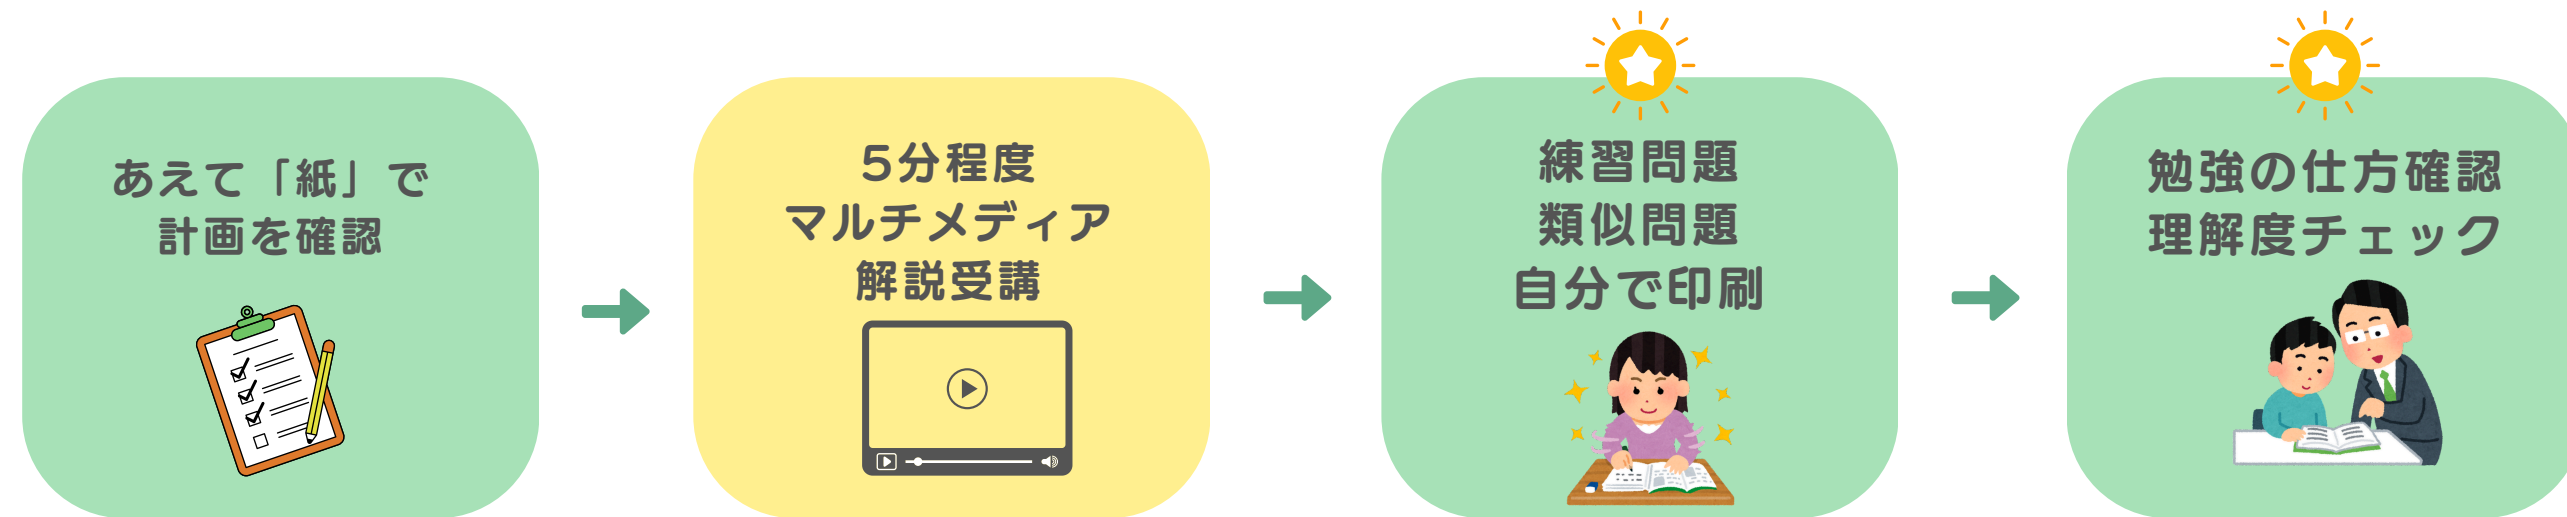 あえて「紙」で
計画を確認
5分程度
マルチメディア
解説受講
練習問題
類似問題
自分で印刷
勉強の仕方確認
理解度チェック